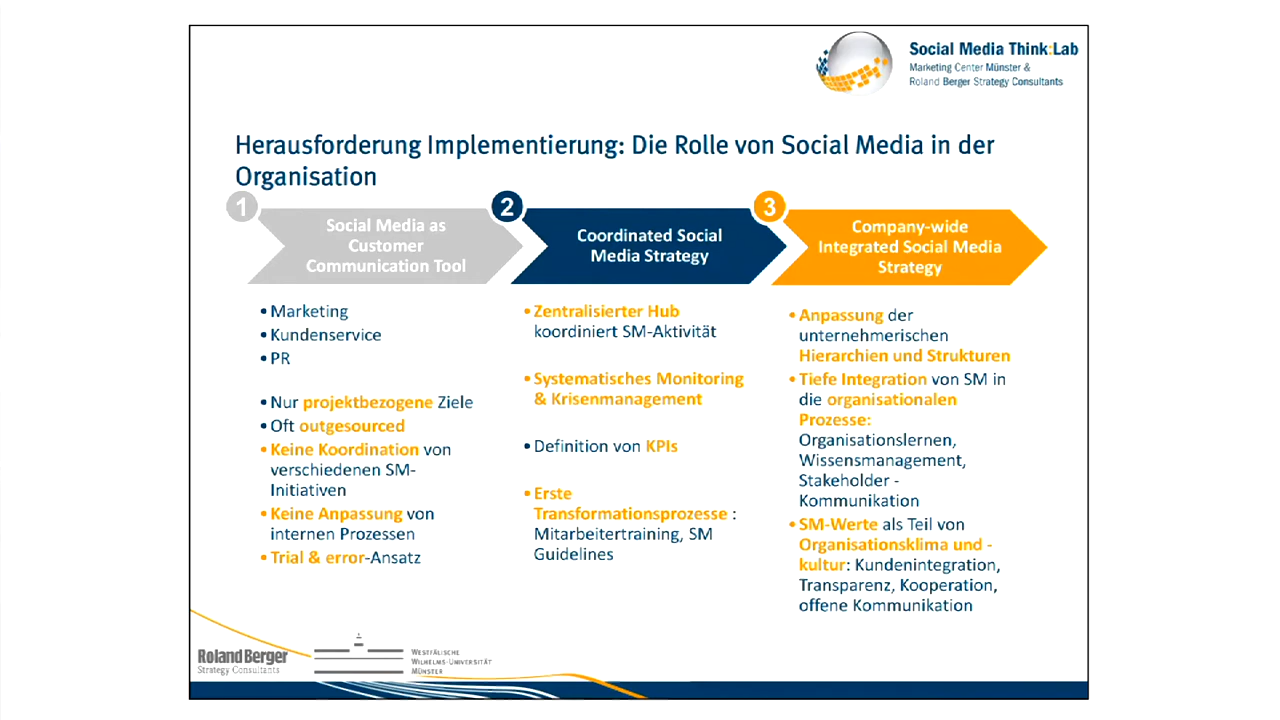 Social Media Think:Lab
Marketing Center Münster &
Roland Berger Strategy Consultants
Herausforderung Implementierung: Die Rolle von Social Media in der
Organisation
1
Social Media as
Customer
Communication Tool
• Marketing
• Kundenservice
• PR
• Nur projektbezogene Ziele
• Oft outgesourced
• Keine Koordination von
verschiedenen SM-
Initiativen
• Keine Anpassung von
internen Prozessen
• Trial & error-Ansatz
2
Coordinated Social
Media Strategy
• Zentralisierter Hub
koordiniert SM-Aktivität
• Systematisches Monitoring
& Krisenmanagement
• Definition von KPIs
• Erste
Transformationsprozesse :
Mitarbeitertraining, SM
Guidelines
3
Company-wide
Integrated Social Media
Strategy
• Anpassung der
unternehmerischen
Hierarchien und Strukturen
• Tiefe Integration von SM in
die organisationalen
Prozesse:
Organisationslernen,
Wissensmanagement,
Stakeholder -
Kommunikation
• SM-Werte als Teil von
Organisationsklima und -
kultur: Kundenintegration,
Transparenz, Kooperation,
offene Kommunikation
Roland Berger
Strategy Consultants
Westfälische
Wilhelms-Universität
Münster